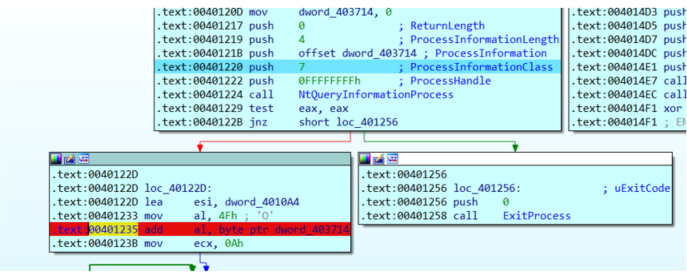 .text:0040120D mov     dword_403714, 0
.text:00401217 push    0               ; ReturnLength
.text:00401219 push    4               ; ProcessInformationLength
.text:0040121B push    offset dword_403714 ; ProcessInformation
.text:00401220 push    7               ; ProcessInformationClass
.text:00401222 push    0FFFFFFFFh      ; ProcessHandle
.text:00401224 call    NtQueryInformationProcess
.text:00401229 test    eax, eax
.text:0040122B jnz     short loc_401256
.text:004014D3 push
.text:004014D5 push
.text:004014D7 push
.text:004014DC push
.text:004014E1 push
.text:004014E7 call
.text:004014EC call
.text:004014F1 xor
.text:004014F1 ; EN
.text:0040122D
.text:0040122D loc_40122D:
.text:0040122D lea     esi, dword_4010A4
.text:00401233 mov     al, 4Fh ; 'O'
.text:00401235 add     al, byte ptr dword_403714
.text:0040123B mov     ecx, 0Ah
.text:00401256
.text:00401256 loc_401256:             ; uExitCode
.text:00401256 push    0
.text:00401258 call    ExitProcess